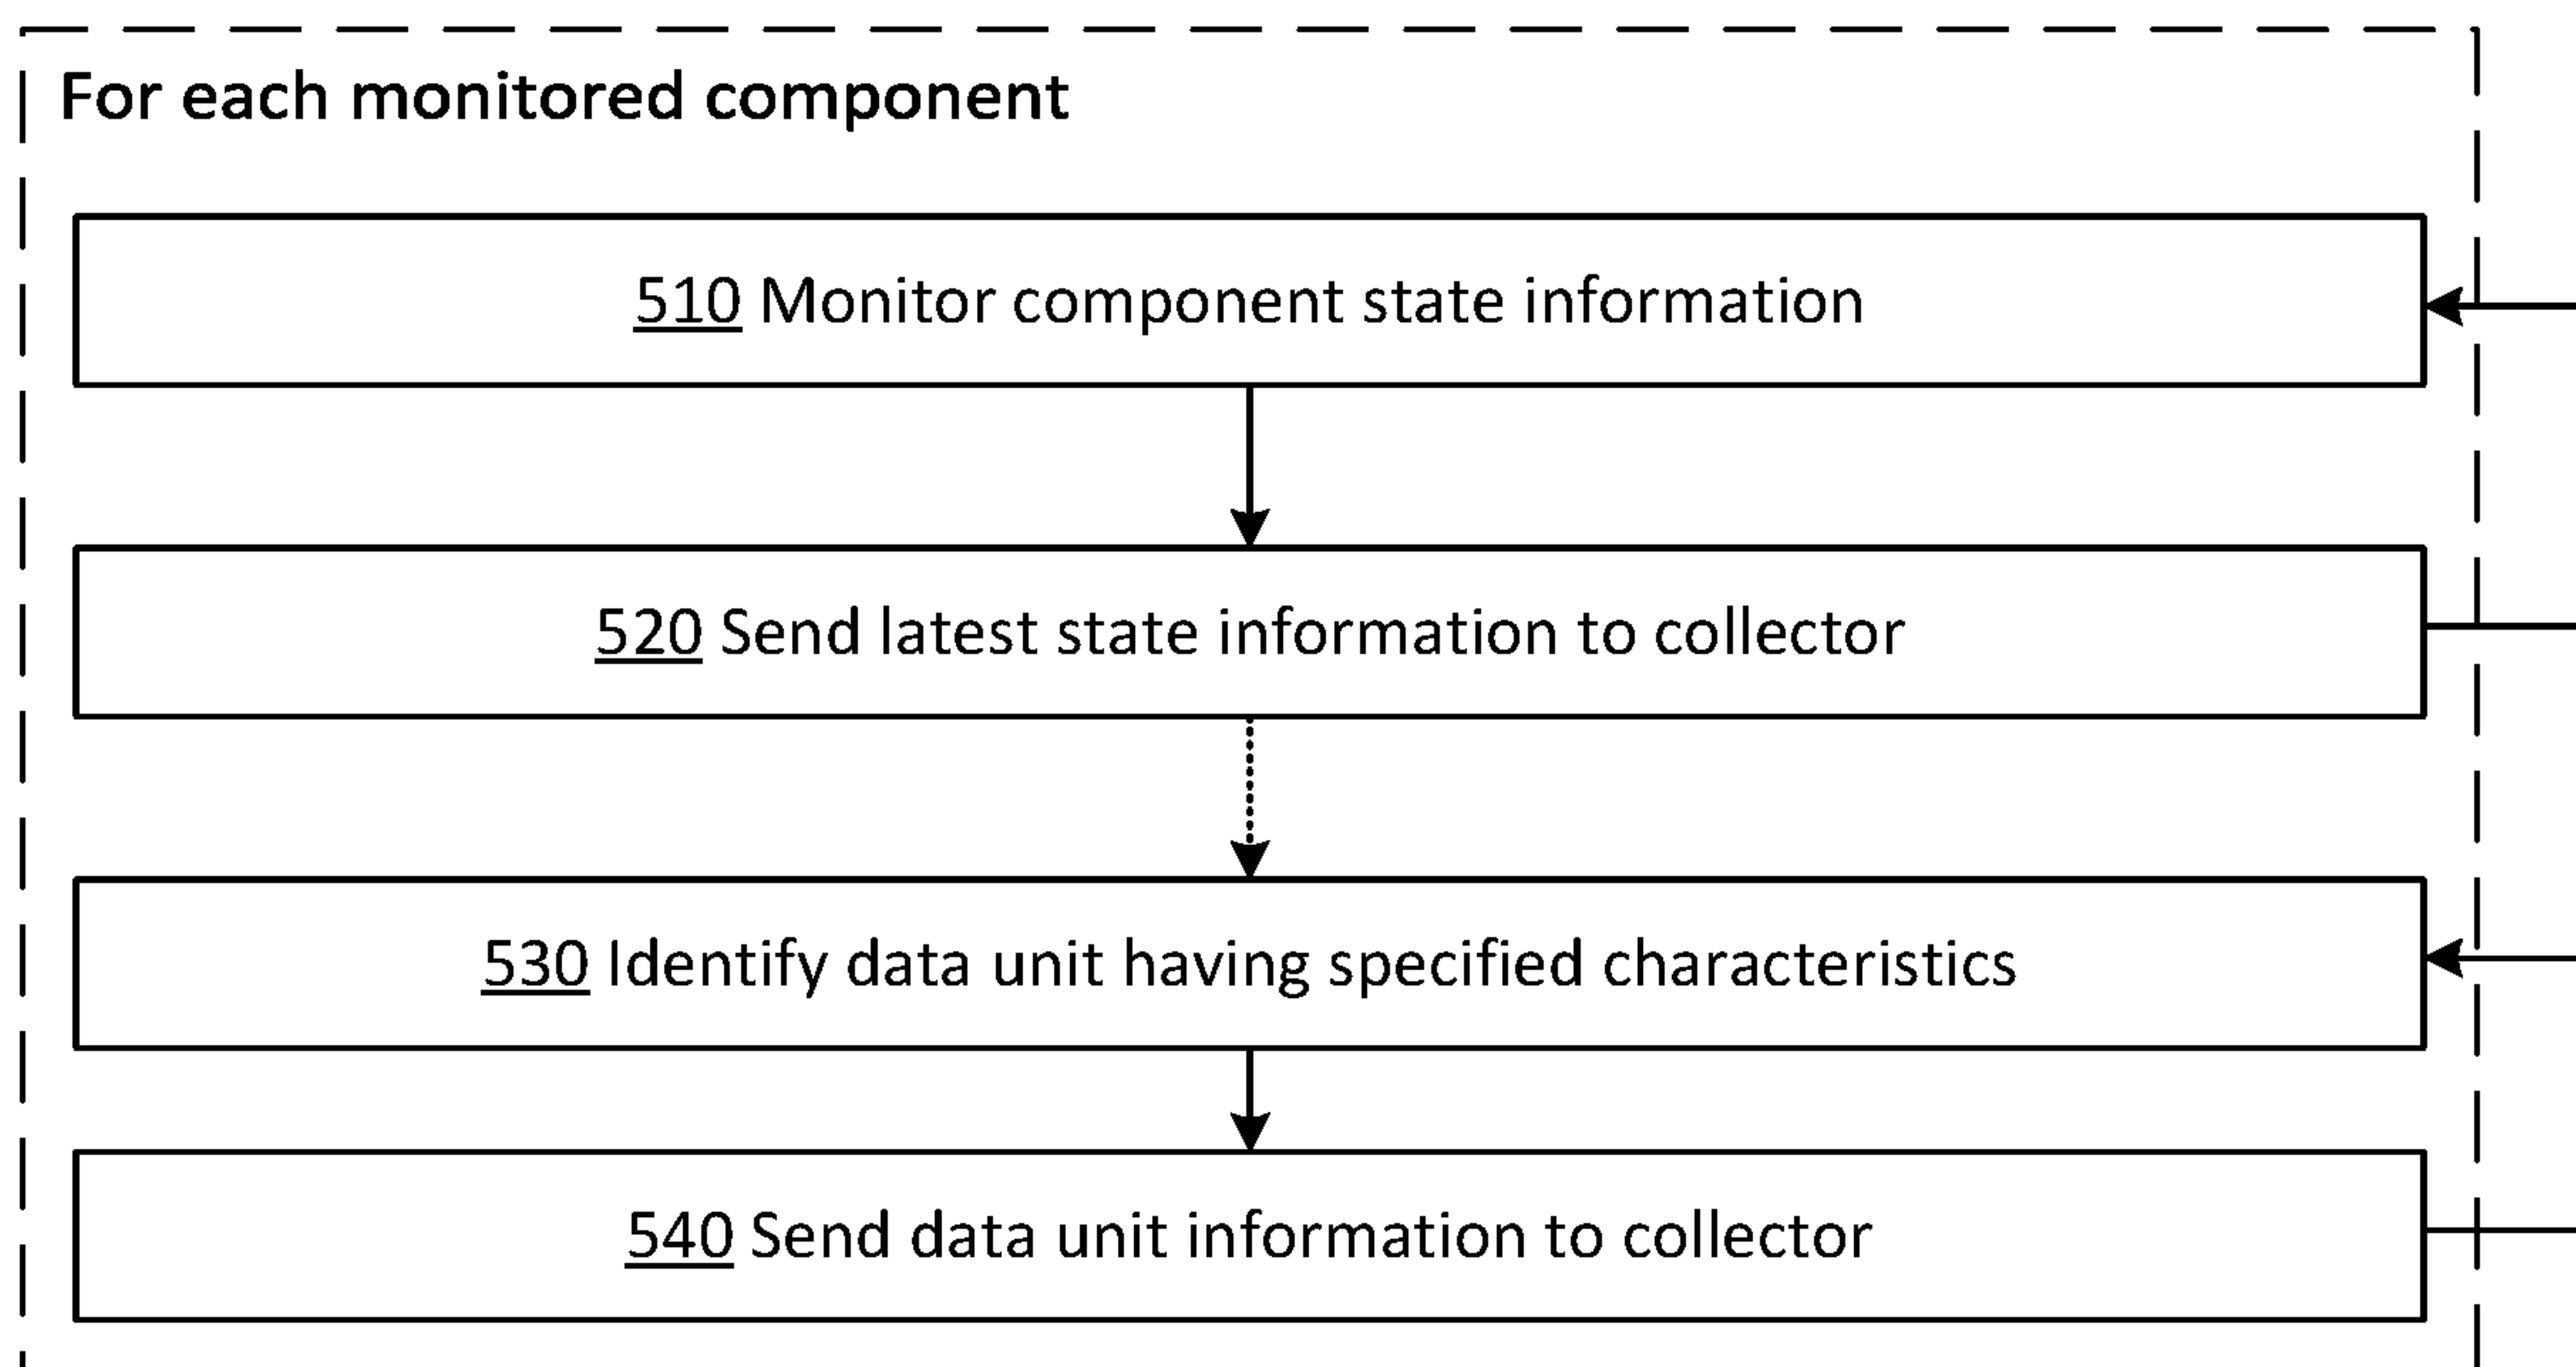 For each monitored component
510 Monitor component state information
520 Send latest state information to collector
530 Identify data unit having specified characteristics
540 Send data unit information to collector